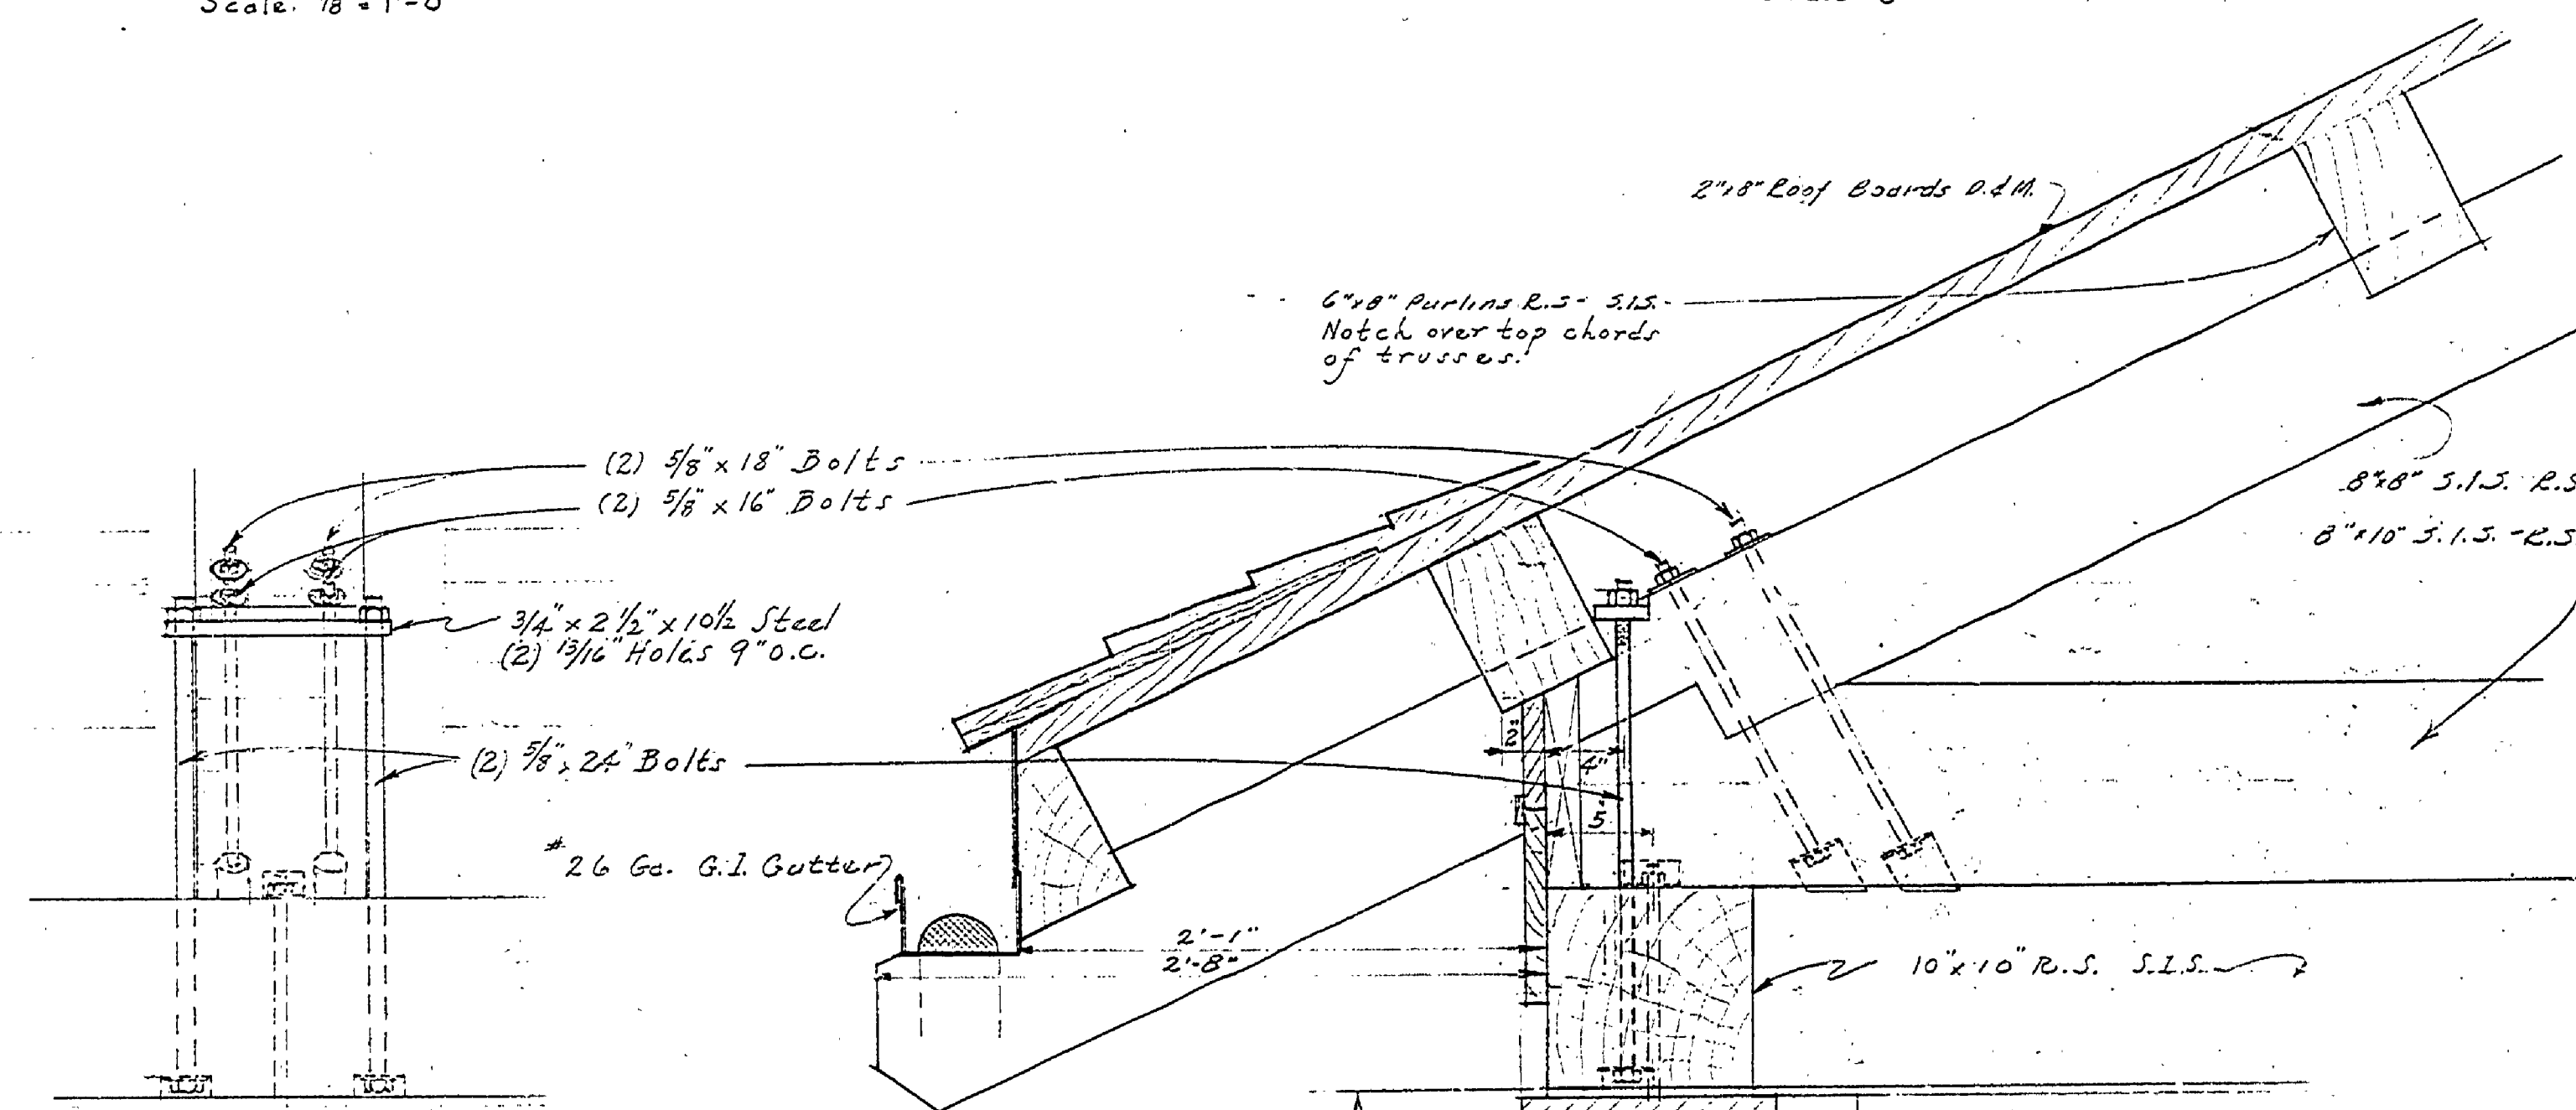 Scale: 1/8 = 1'-0
2"x8" Roof Boards D.&M.
6"x8" Purlins R.S- S.I.S.
Notch over top chords
of trusses.
(2) 5/8" x 18" Bolts
(2) 5/8" x 16" Bolts
8"x8" S.I.S. R.S
8"x10" S.I.S. -R.S
3/4" x 2 1/2" x 10 1/2 Steel
(2) 13/16" Holes 9" o.c.
2"
4"
(2) 5/8" x 24" Bolts
5"
#26 Ga. G.I. Gutter
2'-1"
2'-8"
10"x10" R.S. S.I.S.